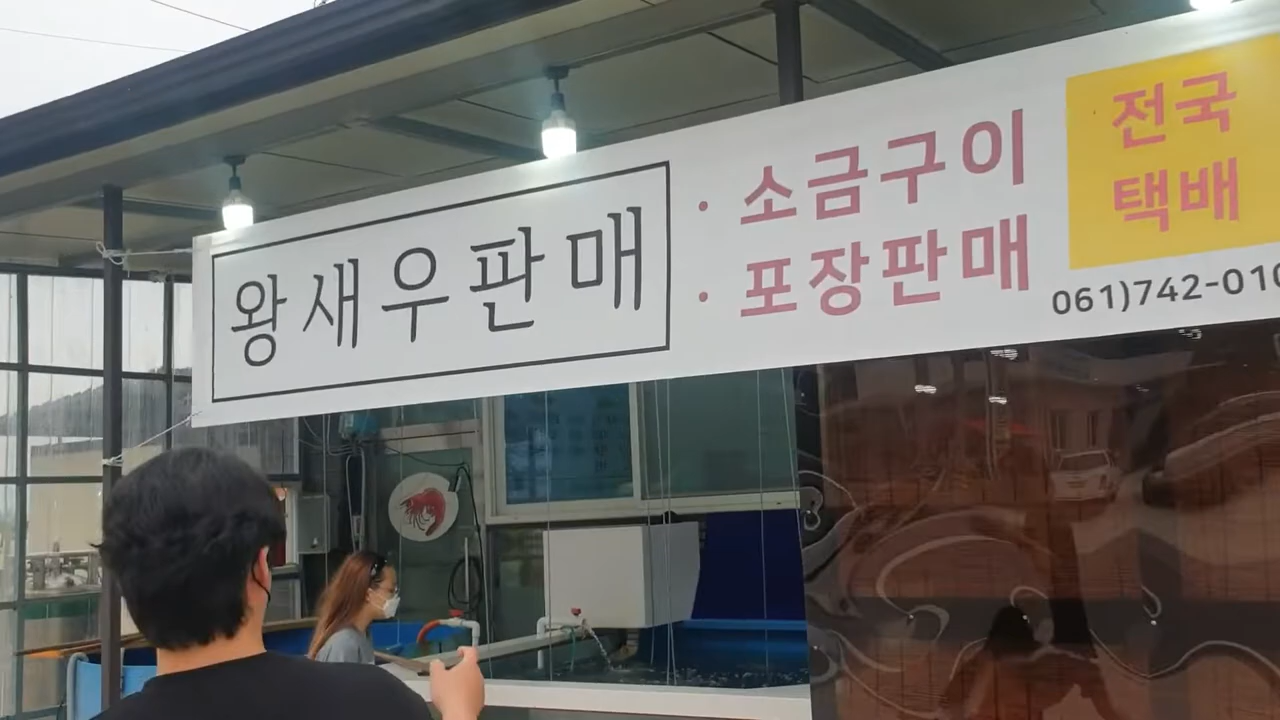 왕새우판매
· 소금구이
· 포장판매
전국
택배
061)742-010